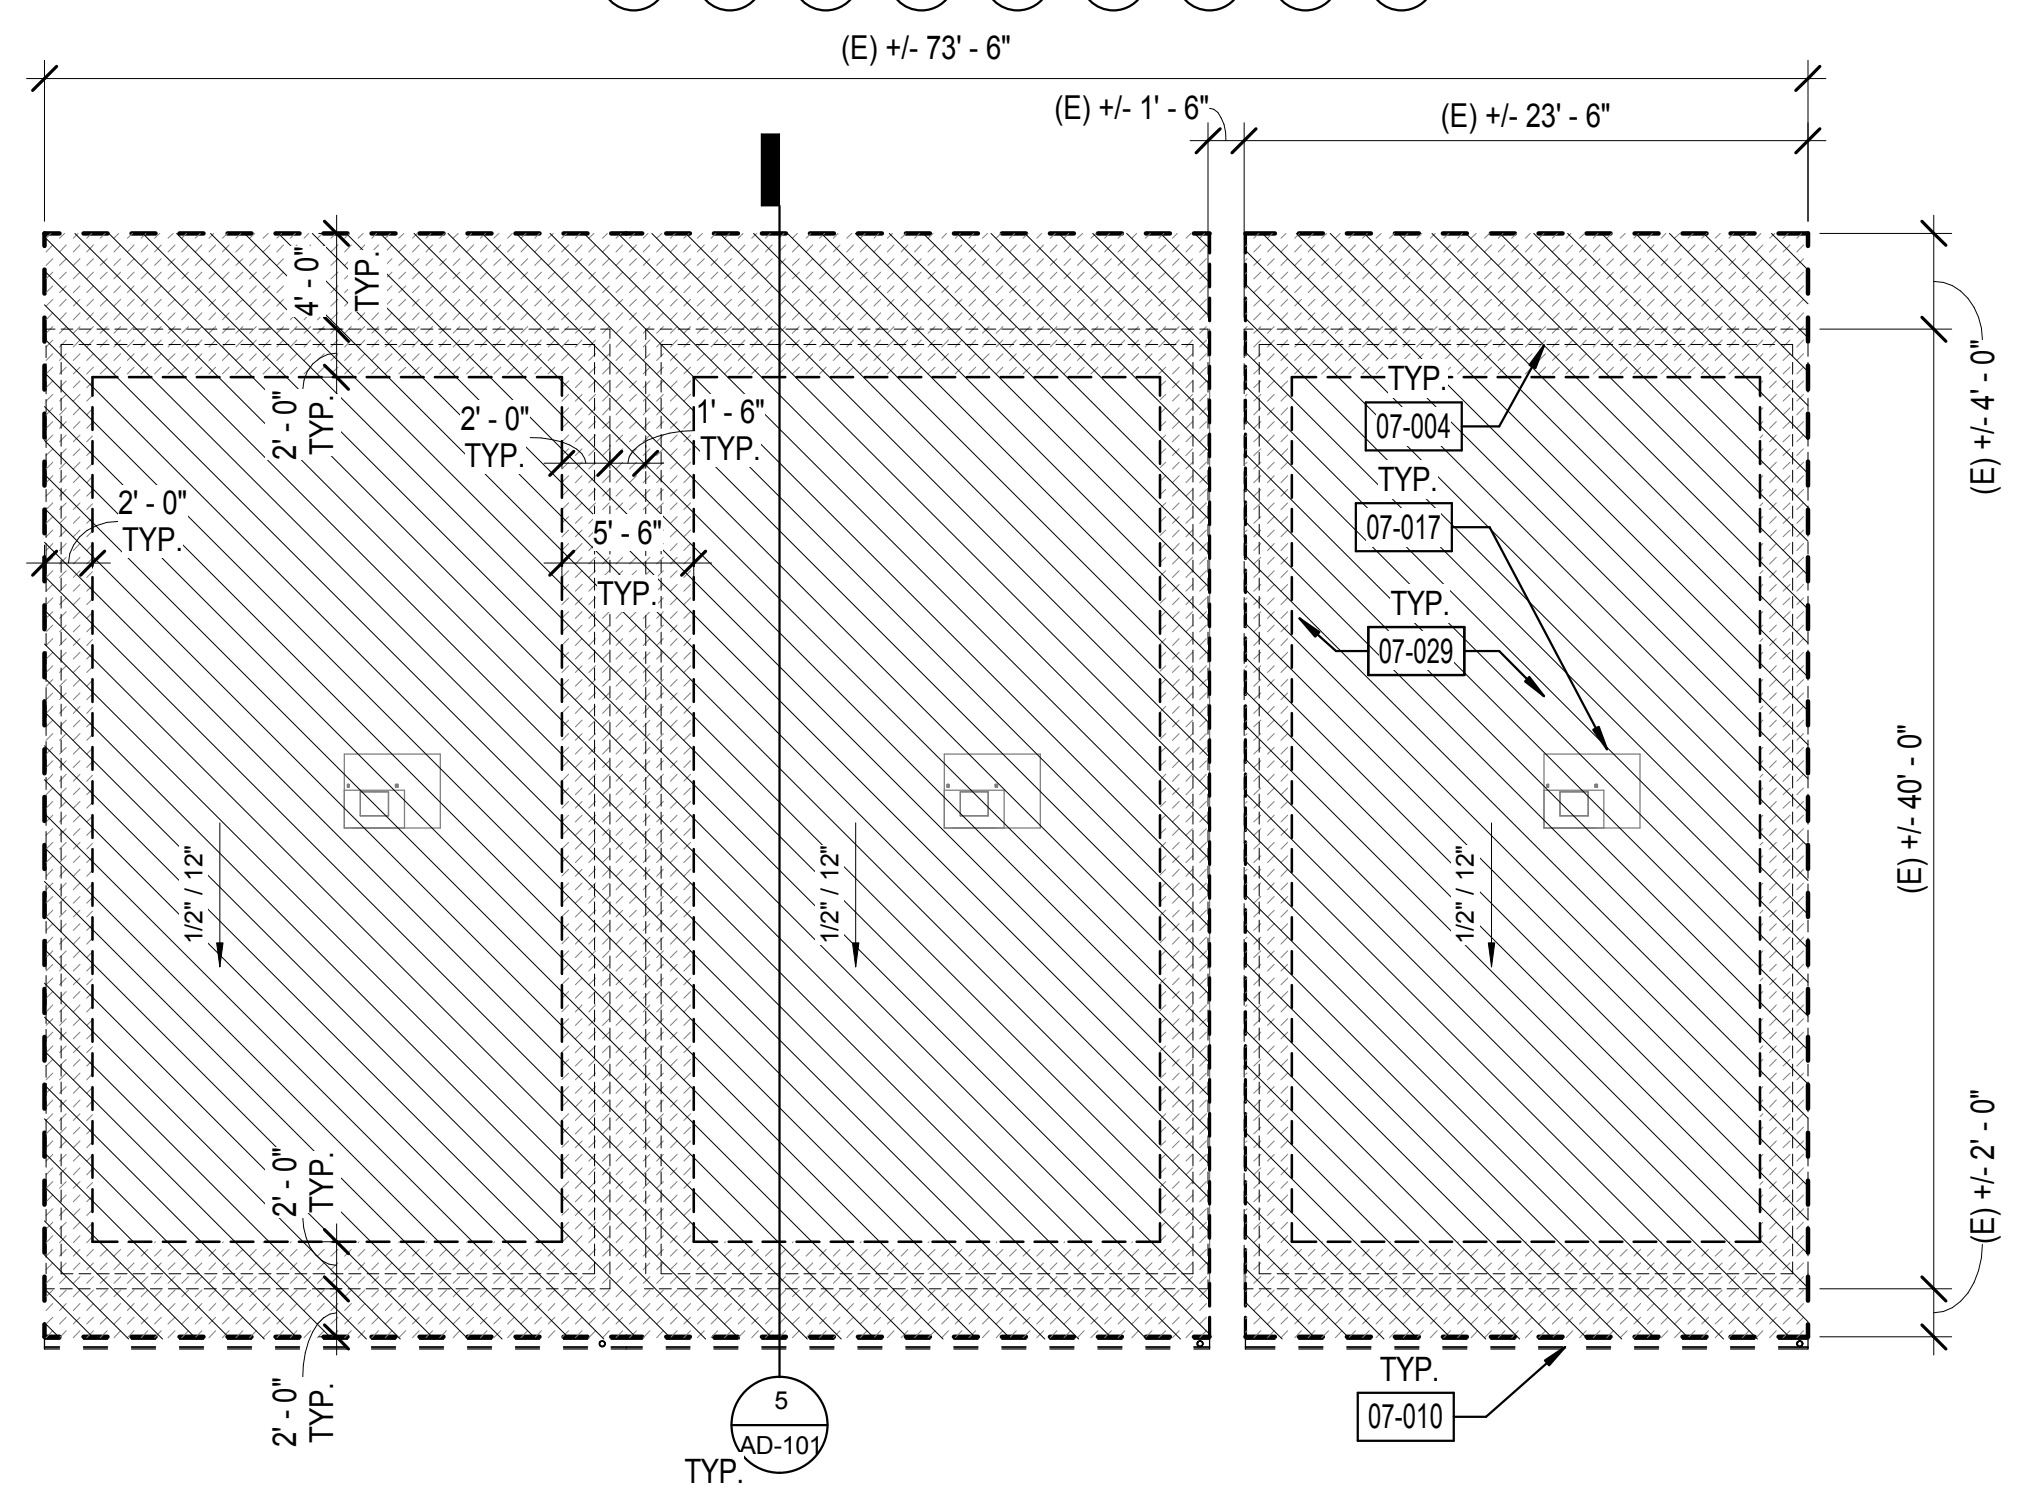 (E) +/- 73' - 6"
(E) +/- 1' - 6"
(E) +/- 23' - 6"
4' - 0"
TYP.
2' - 0"
TYP.
2' - 0"
TYP.
1' - 6"
TYP.
2' - 0"
TYP.
5' - 6"
TYP.
TYP.
07-004
TYP.
07-017
TYP.
07-029
(E) +/- 4' - 0"
(E) +/- 40' - 0"
(E) +/- 2' - 0"
1/2" / 12"
1/2" / 12"
1/2" / 12"
2' - 0"
TYP.
2' - 0"
TYP.
5
AD-101
TYP.
TYP.
07-010